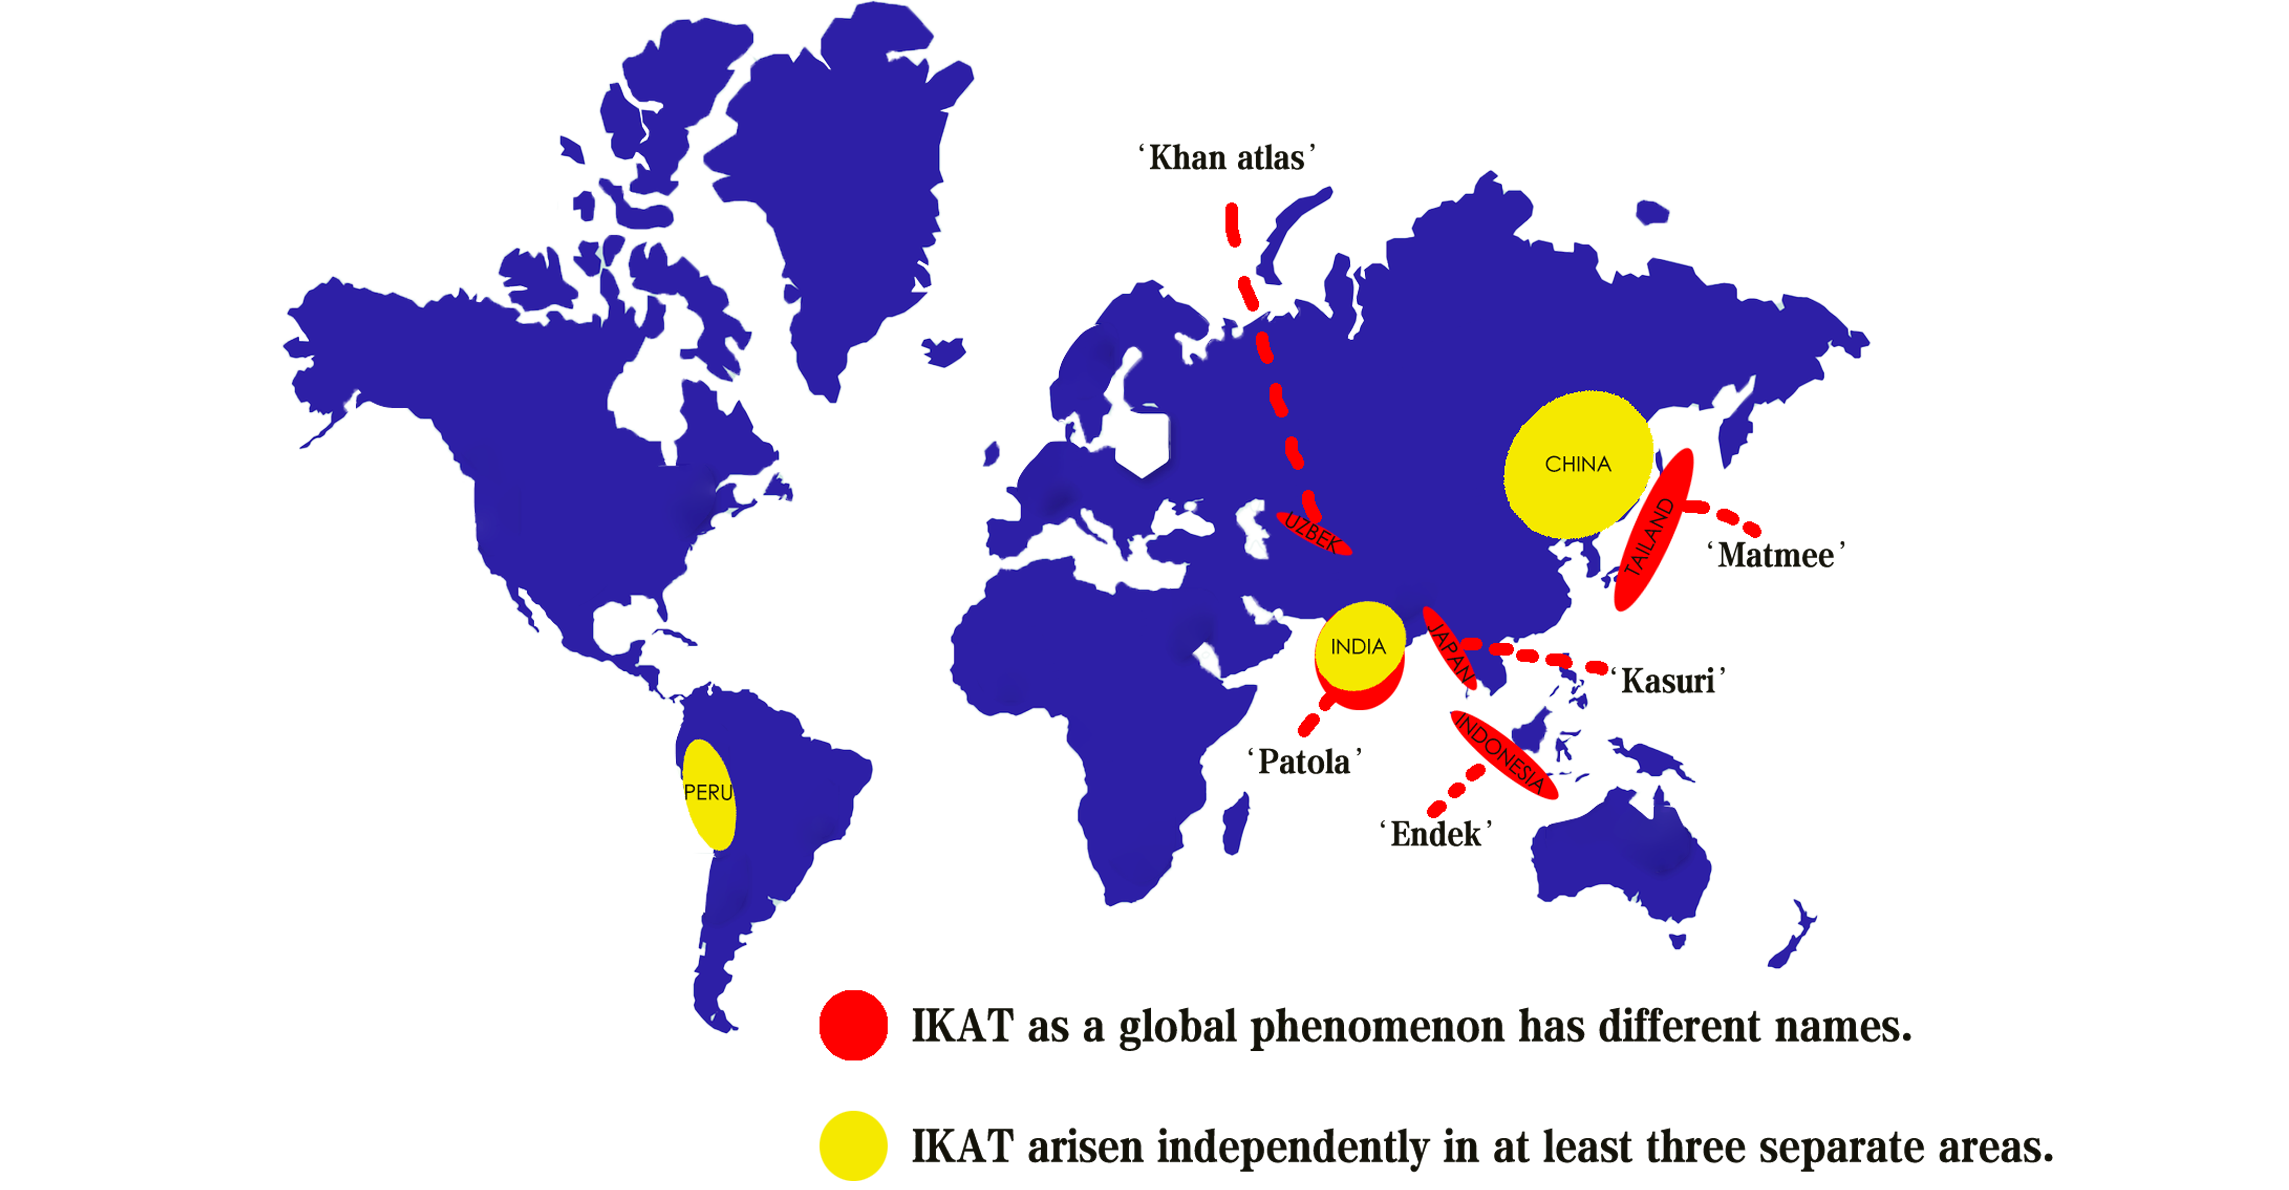 ‘Khan atlas’
CHINA
UZBEK
TAILAND
‘Matmee’
INDIA
JAPAN
‘Kasuri’
‘Patola’
INDONESIA
PERU
‘Endek’
IKAT as a global phenomenon has different names.
IKAT arisen independently in at least three separate areas.